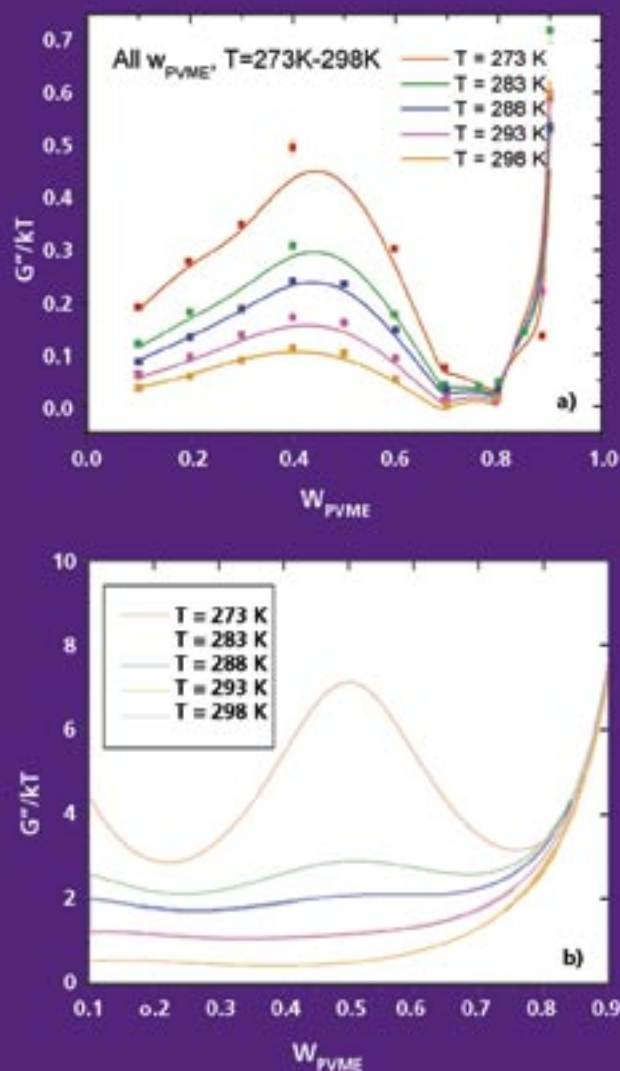 0.7
0.6
0.5
0.4
0.3
0.2
0.1
0.0
G″/kT
All w_PVME, T=273K-298K
T = 273 K
T = 283 K
T = 288 K
T = 293 K
T = 298 K
a)
0.0 0.2 0.4 0.6 0.8 1.0
W_PVME
10
8
6
4
2
0
G″/kT
T = 273 K
T = 283 K
T = 288 K
T = 293 K
T = 298 K
b)
0.1 o.2 0.3 0.4 0.5 0.6 0.7 0.8 0.9
W_PVME